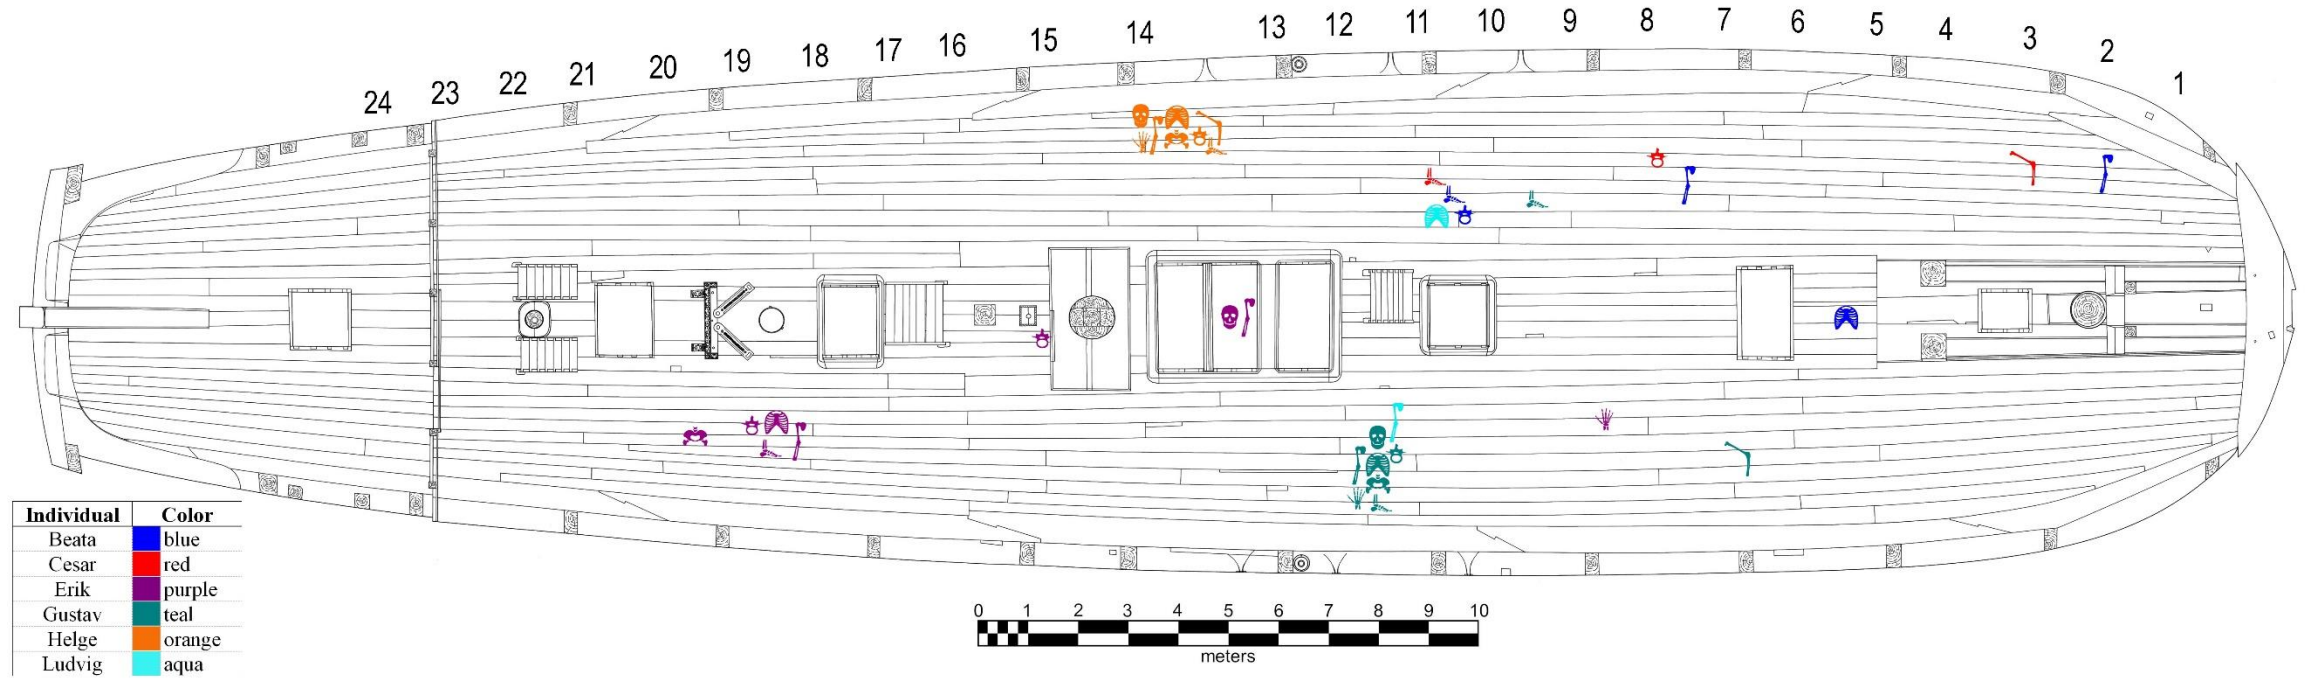 24 23 22 21 20 19 18 17 16 15 14 13 12 11 10 9 8 7 6 5 4 3 2 1
Individual Color
Beata blue
Cesar red
Erik purple
Gustav teal
Helge orange
Ludvig aqua
0 1 2 3 4 5 6 7 8 9 10
meters